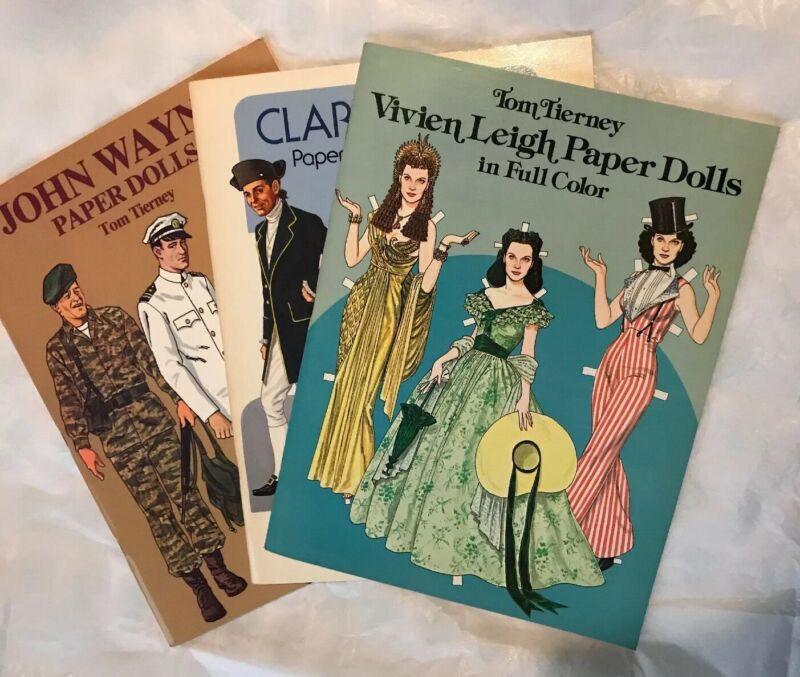 JOHN WAYN
PAPER DOLLS
Tom Tierney
CLAR
Paper
Tom Tierney
Vivien Leigh Paper Dolls
in Full Color